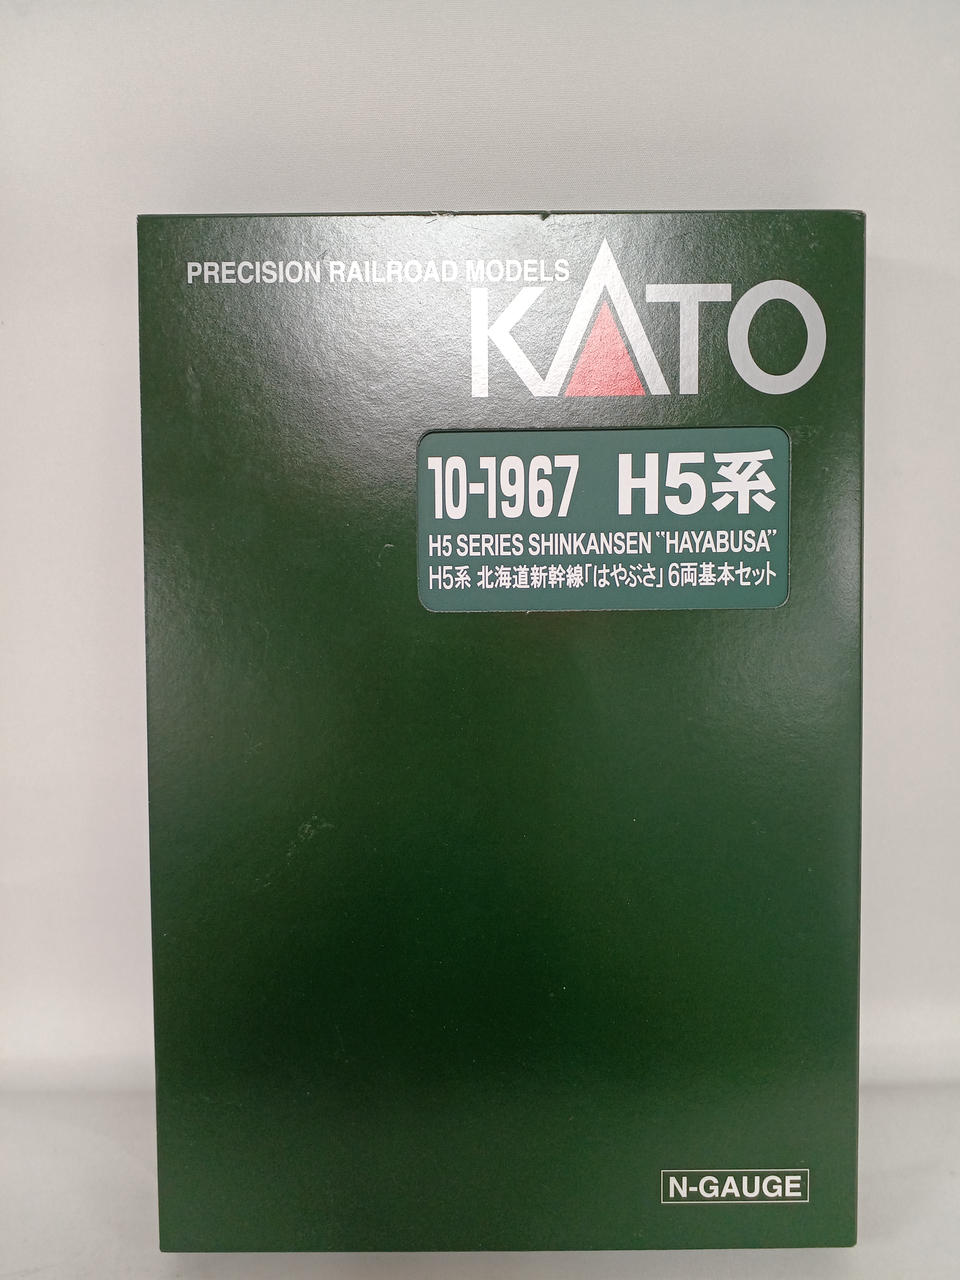 PRECISION RAILROAD MODELS
KATO
10-1967 H5系
H5 SERIES SHINKANSEN "HAYABUSA"
H5系 北海道新幹線「はやぶさ」6両基本セット
N-GAUGE